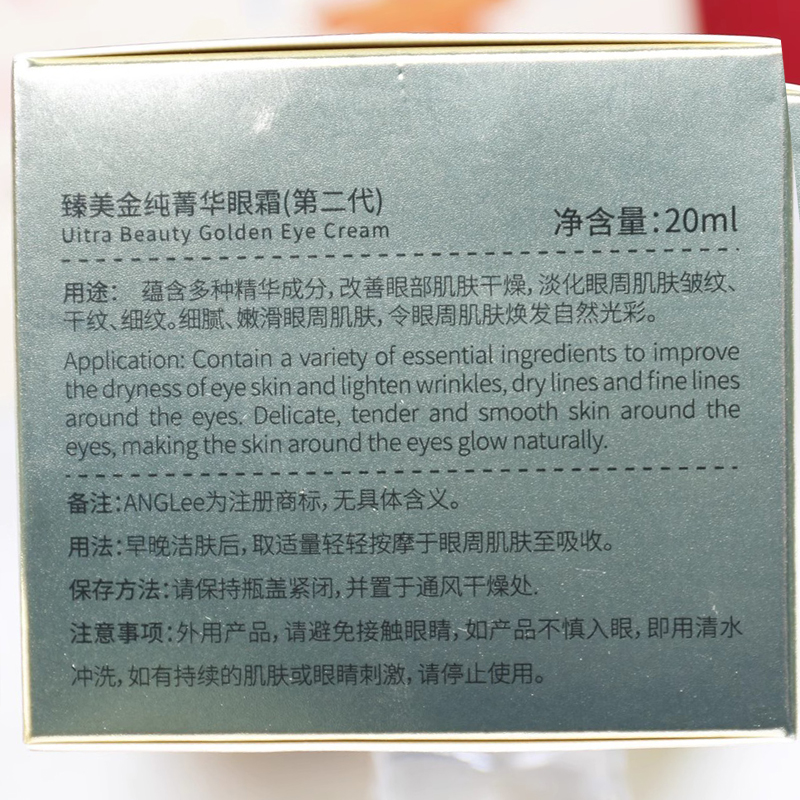 臻美金纯菁华眼霜(第二代)
Uitra Beauty Golden Eye Cream
净含量:20ml
用途： 蕴含多种精华成分,改善眼部肌肤干燥,淡化眼周肌肤皱纹、
干纹、细纹。细腻、嫩滑眼周肌肤,令眼周肌肤焕发自然光彩。
Application: Contain a variety of essential ingredients to improve
the dryness of eye skin and lighten wrinkles, dry lines and fine lines
around the eyes. Delicate, tender and smooth skin around the
eyes, making the skin around the eyes glow naturally.
备注:ANGLee为注册商标,无具体含义。
用法:早晚洁肤后,取适量轻轻按摩于眼周肌肤至吸收。
保存方法:请保持瓶盖紧闭,并置于通风干燥处.
注意事项:外用产品,请避免接触眼睛,如产品不慎入眼,即用清水
冲洗,如有持续的肌肤或眼睛刺激,请停止使用。